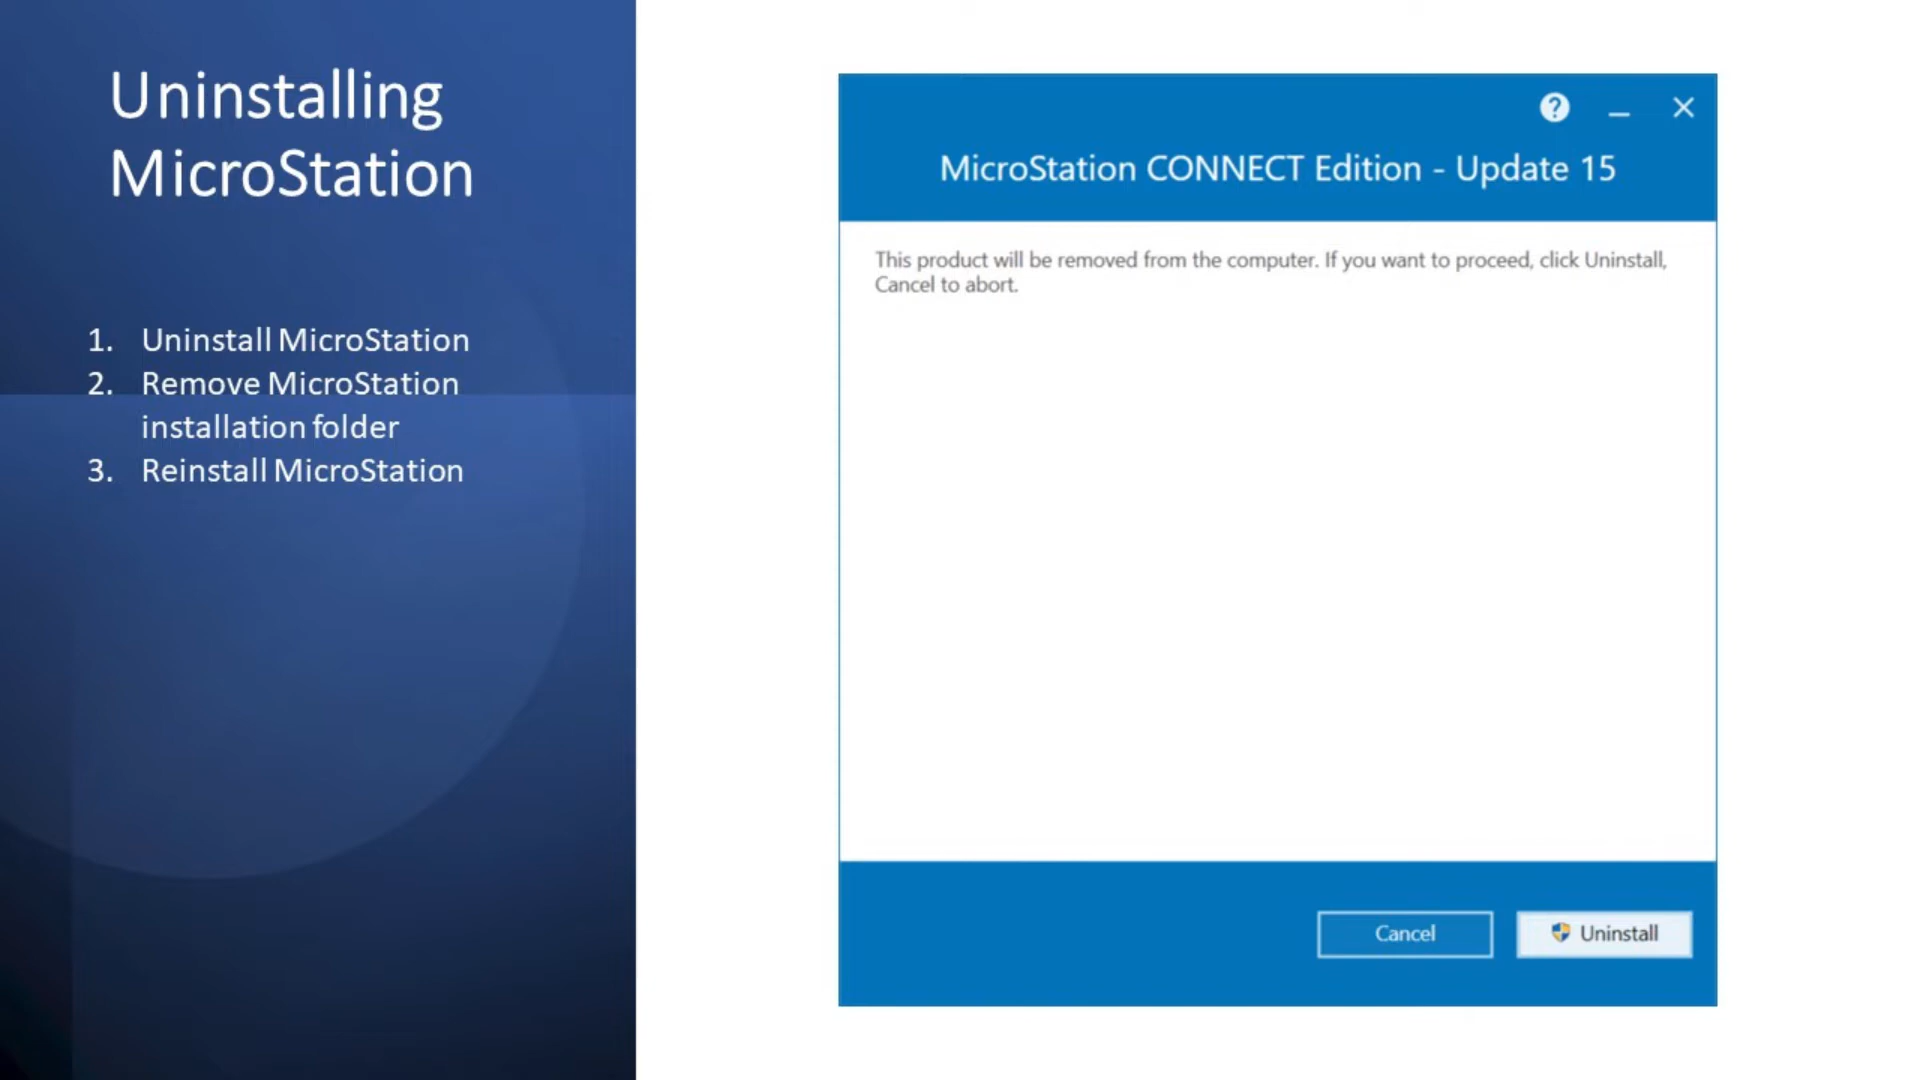 Uninstalling
MicroStation
1. Uninstall MicroStation
2. Remove MicroStation
installation folder
3. Reinstall MicroStation
?
MicroStation CONNECT Edition - Update 15
This product will be removed from the computer. If you want to proceed, click Uninstall,
Cancel to abort.
Cancel
Uninstall